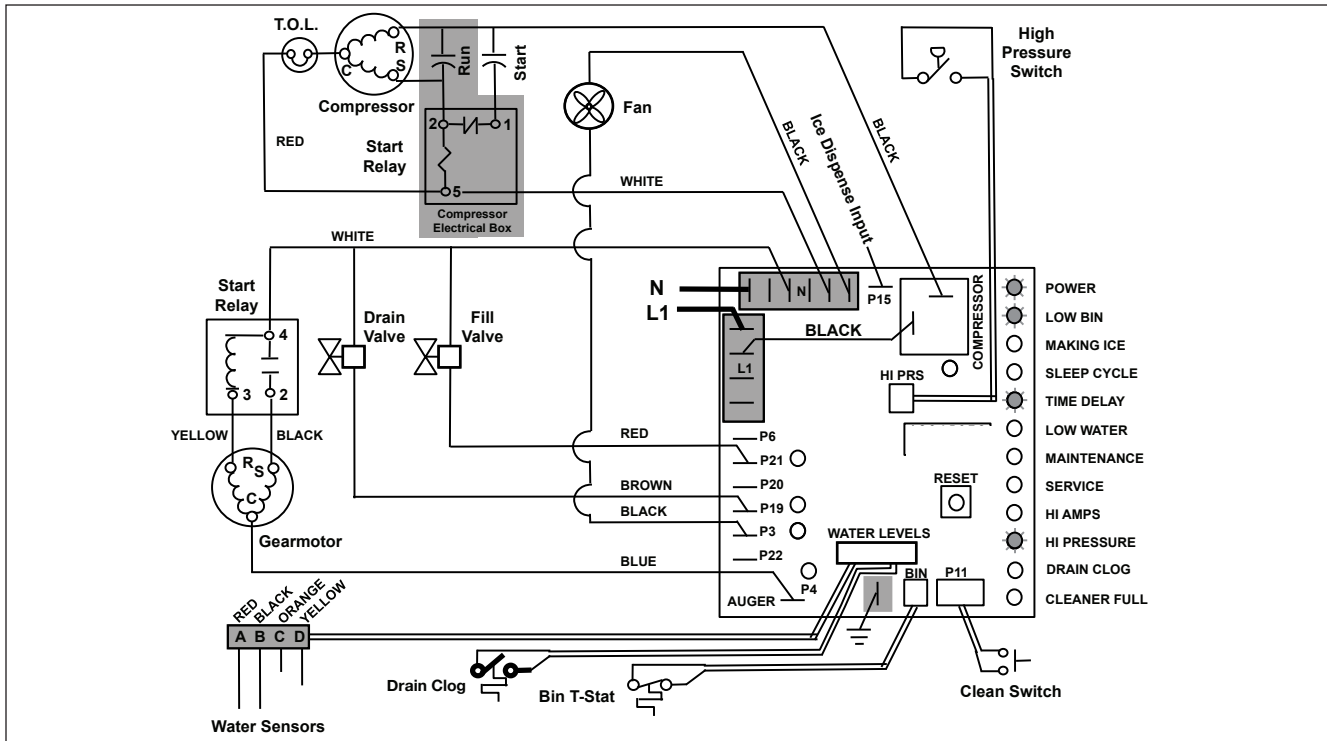 T.O.L.
R
S
C
Compressor
Run
Start
2
1
5
Start
Relay
Compressor
Electrical Box
RED
Fan
BLACK
Ice Dispense Input
BLACK
High
Pressure
Switch
WHITE
WHITE
Start
Relay
4
3
2
YELLOW
BLACK
R
S
C
Gearmotor
Drain
Valve
Fill
Valve
N
N
L1
L1
BLACK
P15
COMPRESSOR
HI PRS
RED
BROWN
BLACK
BLUE
P6
P21
P20
P19
P3
P22
P4
AUGER
WATER LEVELS
BIN
P11
RESET
POWER
LOW BIN
MAKING ICE
SLEEP CYCLE
TIME DELAY
LOW WATER
MAINTENANCE
SERVICE
HI AMPS
HI PRESSURE
DRAIN CLOG
CLEANER FULL
RED
BLACK
ORANGE
YELLOW
A B C D
Water Sensors
Drain Clog
Bin T-Stat
Clean Switch